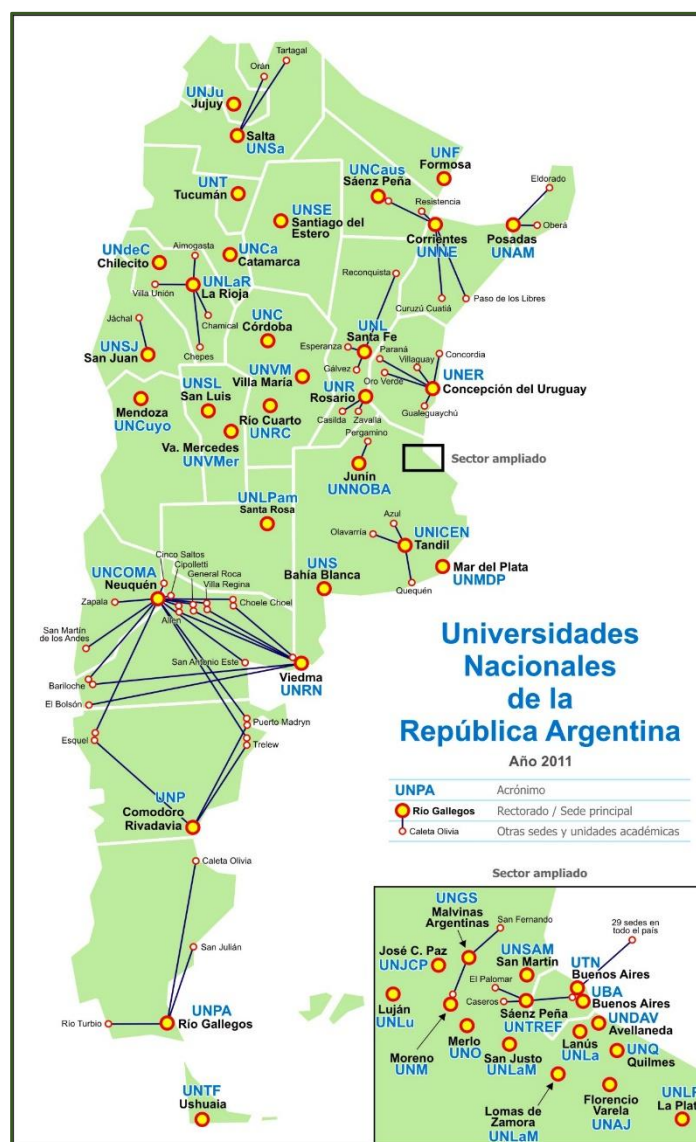 Tartagal
Orán
UNJu
Jujuy
Salta
UNSa
UNT
Tucumán
UNCaus
Sáenz Peña
UNF
Formosa
Eldorado
Resistencia
Oberá
UNSE
Santiago del
Estero
Corrientes
UNNE
Posadas
UNAM
UNdeC
Chilecito
Aimogasta
UNCa
Catamarca
UNLaR
La Rioja
Villa Unión
Reconquista
Curuzú Cuatiá
Paso de los Libres
Chamical
Jáchal
UNSJ
San Juan
Chepes
UNC
Córdoba
UNL
Santa Fe
Esperanza
Paraná
Villaguay
Concordia
Gálvez
Oro Verde
UNER
Concepción del Uruguay
Gualeguaychú
UNVM
Villa María
UNR
Rosario
Casilda
Zavalla
Mendoza
UNCuyo
UNSL
San Luis
Río Cuarto
UNRC
Va. Mercedes
UNVMer
Pergamino
Junín
UNNOBA
Sector ampliado
UNLPam
Santa Rosa
Azul
Olavarría
UNICEN
Tandil
Quequén
UNS
Bahía Blanca
Mar del Plata
UNMDP
Cinco Saltos
Cipolletti
General Roca
Villa Regina
UNCOMA
Neuquén
Zapala
Allen
Choele Choel
San Martín
de los Andes
San Antonio Este
Viedma
UNRN
Bariloche
El Bolsón
Esquel
Puerto Madryn
Trelew
UNP
Comodoro
Rivadavia
Caleta Olivia
San Julián
UNPA
Río Gallegos
Río Turbio
UNTF
Ushuaia
Universidades
Nacionales
de la
República Argentina
Año 2011
UNPA Acrónimo
Río Gallegos Rectorado / Sede principal
Caleta Olivia Otras sedes y unidades académicas
Sector ampliado
UNGS
Malvinas
Argentinas
San Fernando
29 sedes en
todo el país
José C. Paz
UNJCP
UNSAM
San Martín
UTN
Buenos Aires
El Palomar
Caseros
UBA
Buenos Aires
Luján
UNLu
Sáenz Peña
UNTREF
UNDAV
Avellaneda
Moreno
UNM
Merlo
UNO
San Justo
UNLaM
Lanús
UNLa
UNQ
Quilmes
Lomas de
Zamora
UNLaM
Florencio
Varela
UNAJ
UNLP
La Plata